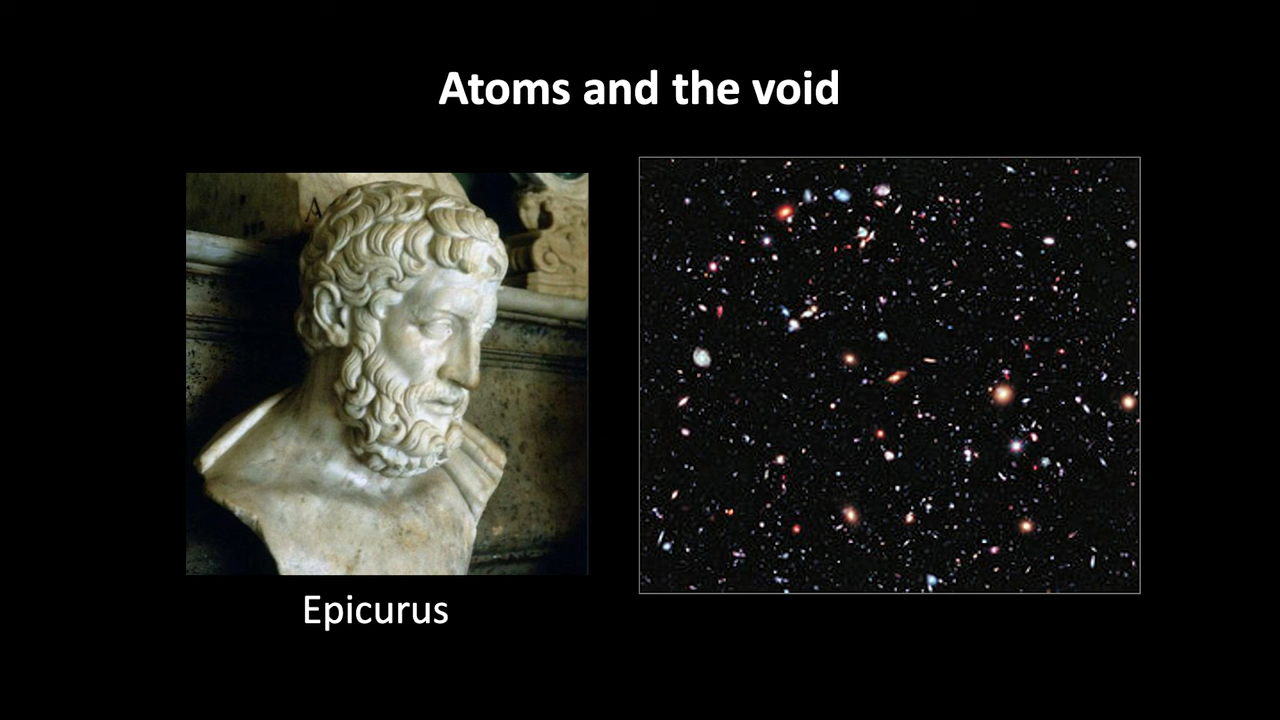 Atoms and the void
A
Epicurus